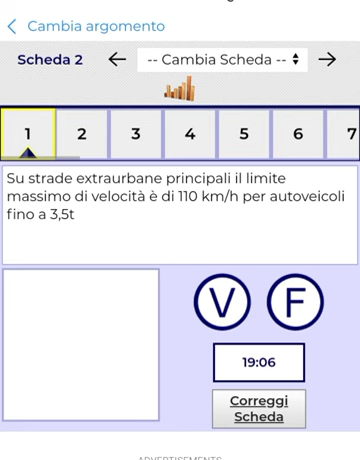 Cambia argomento
Scheda 2
-- Cambia Scheda --
1 2 3 4 5 6 7
Su strade extraurbane principali il limite
massimo di velocità è di 110 km/h per autoveicoli
fino a 3,5t
V F
19:06
Correggi
Scheda
ADVERTISEMENTS